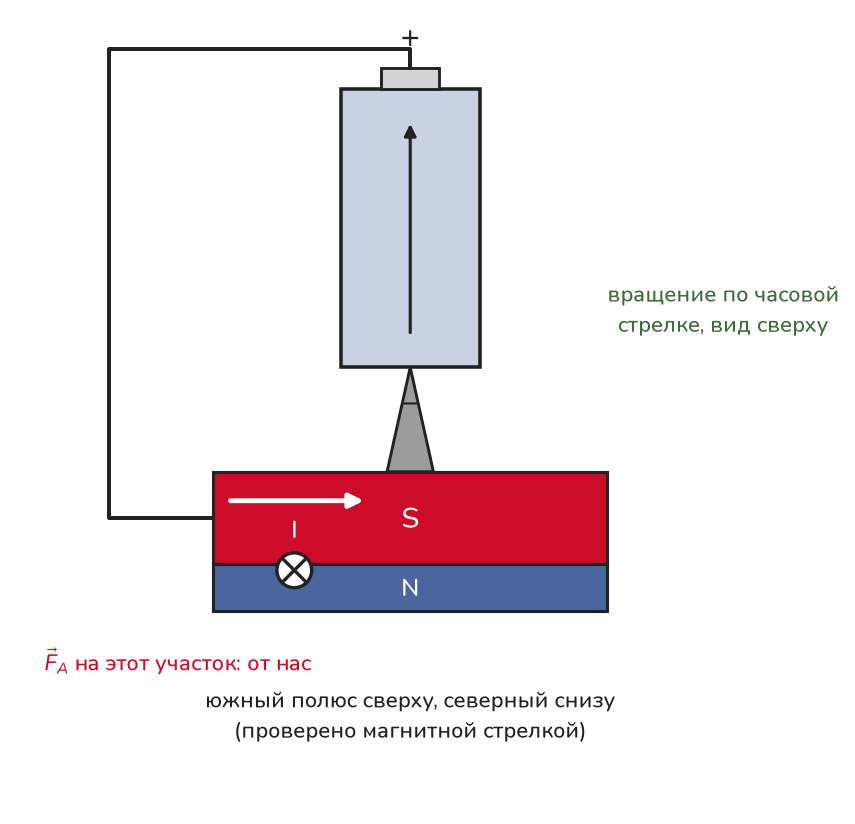 +
вращение по часовой
стрелке, вид сверху
S
I
N
F⃗_A на этот участок: от нас
южный полюс сверху, северный снизу
(проверено магнитной стрелкой)